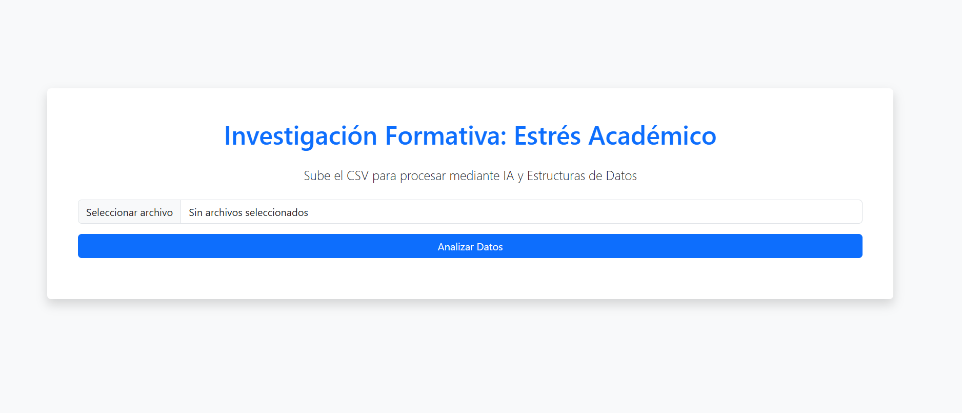 Investigación Formativa: Estrés Académico
Sube el CSV para procesar mediante IA y Estructuras de Datos
Seleccionar archivo Sin archivos seleccionados
Analizar Datos